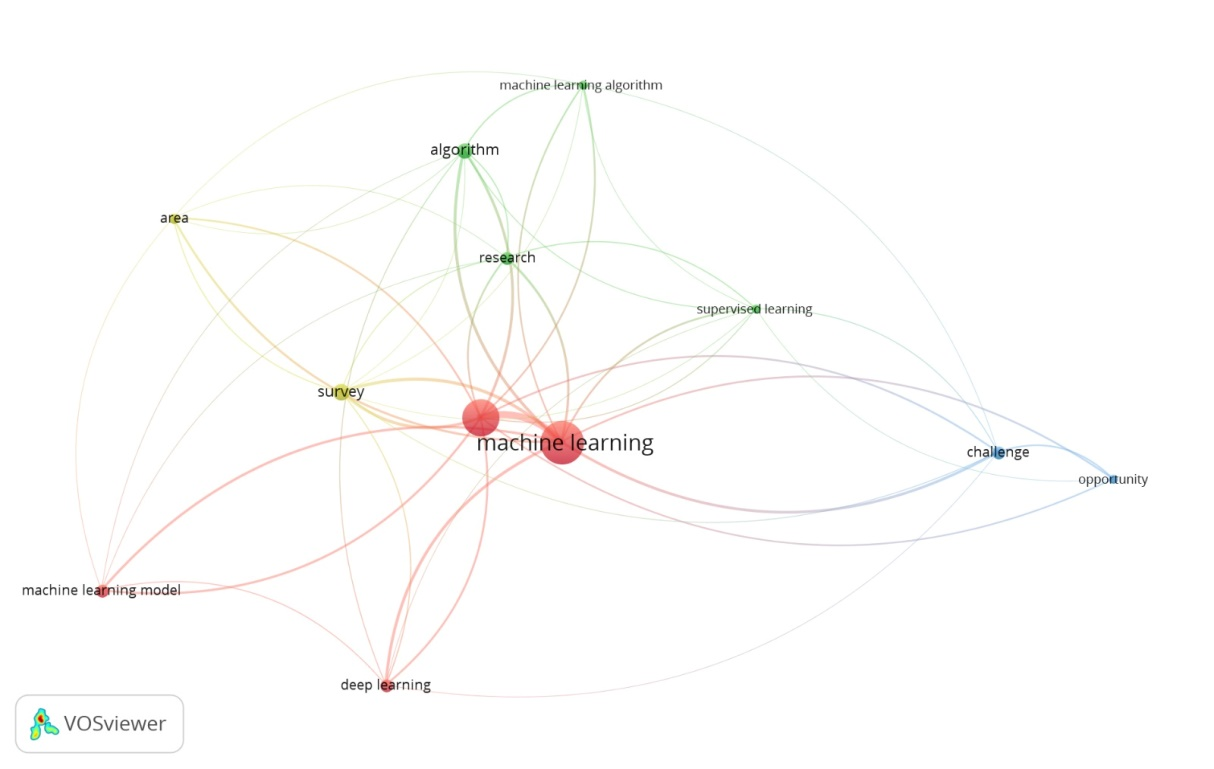 machine learning algorithm
algorithm
area
research
supervised learning
survey
machine learning
challenge
opportunity
machine learning model
deep learning
VOSviewer